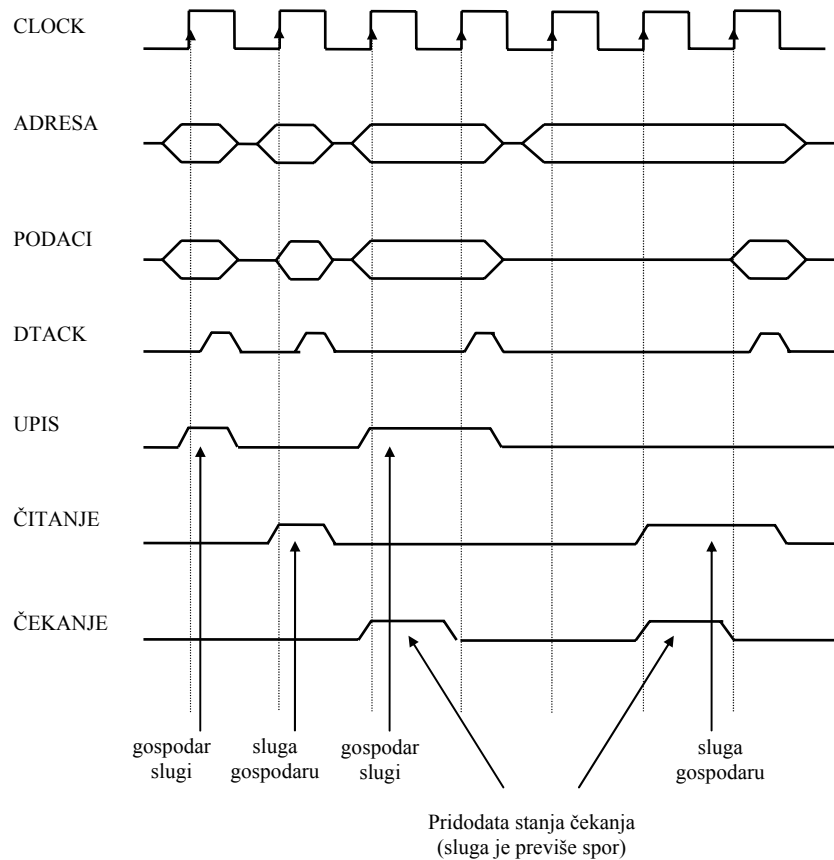 CLOCK
ADRESA
PODACI
DTACK
UPIS
ČITANJE
ČEKANJE
gospodar
slugi
sluga
gospodaru
gospodar
slugi
sluga
gospodaru
Pridodata stanja čekanja
(sluga je previše spor)